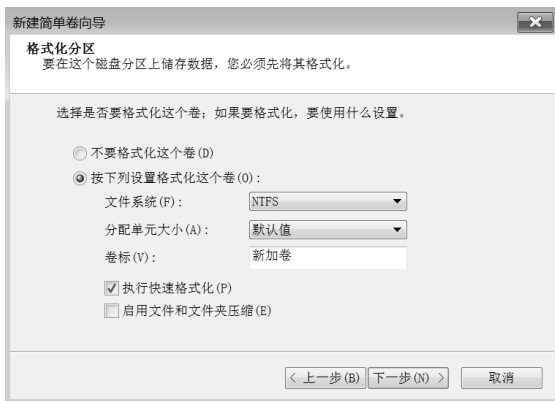 新建简单卷向导
格式化分区
要在这个磁盘分区上储存数据，您必须先将其格式化。
选择是否要格式化这个卷；如果要格式化，要使用什么设置。
不要格式化这个卷(D)
按下列设置格式化这个卷(O)：
文件系统(F)： NTFS
分配单元大小(A)： 默认值
卷标(V)： 新加卷
执行快速格式化(P)
启用文件和文件夹压缩(E)
< 上一步(B) 下一步(N) > 取消